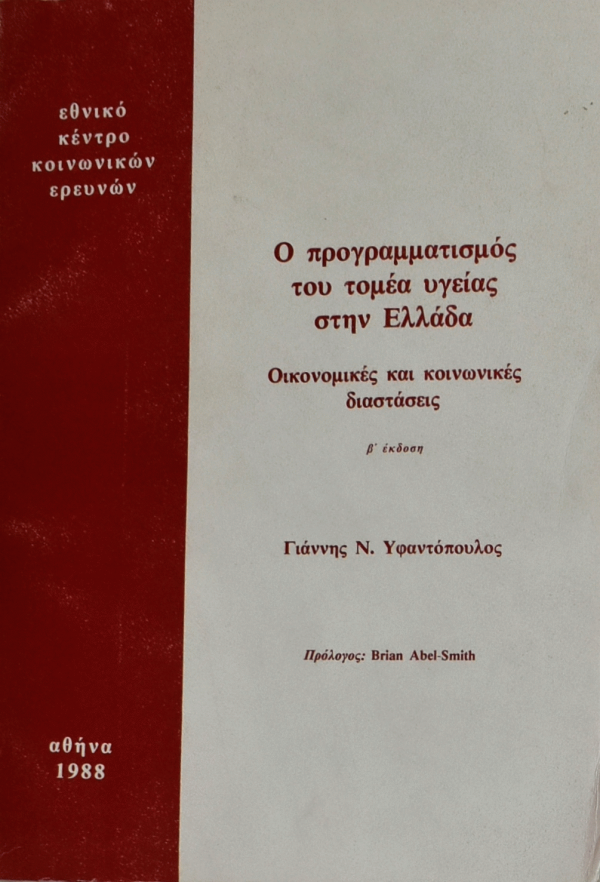 εθνικό
κέντρο
κοινωνικών
ερευνών
Ο προγραμματισμός
του τομέα υγείας
στην Ελλάδα
Οικονομικές και κοινωνικές
διαστάσεις
β΄ έκδοση
Γιάννης Ν. Υφαντόπουλος
Πρόλογος: Brian Abel-Smith
αθήνα
1988